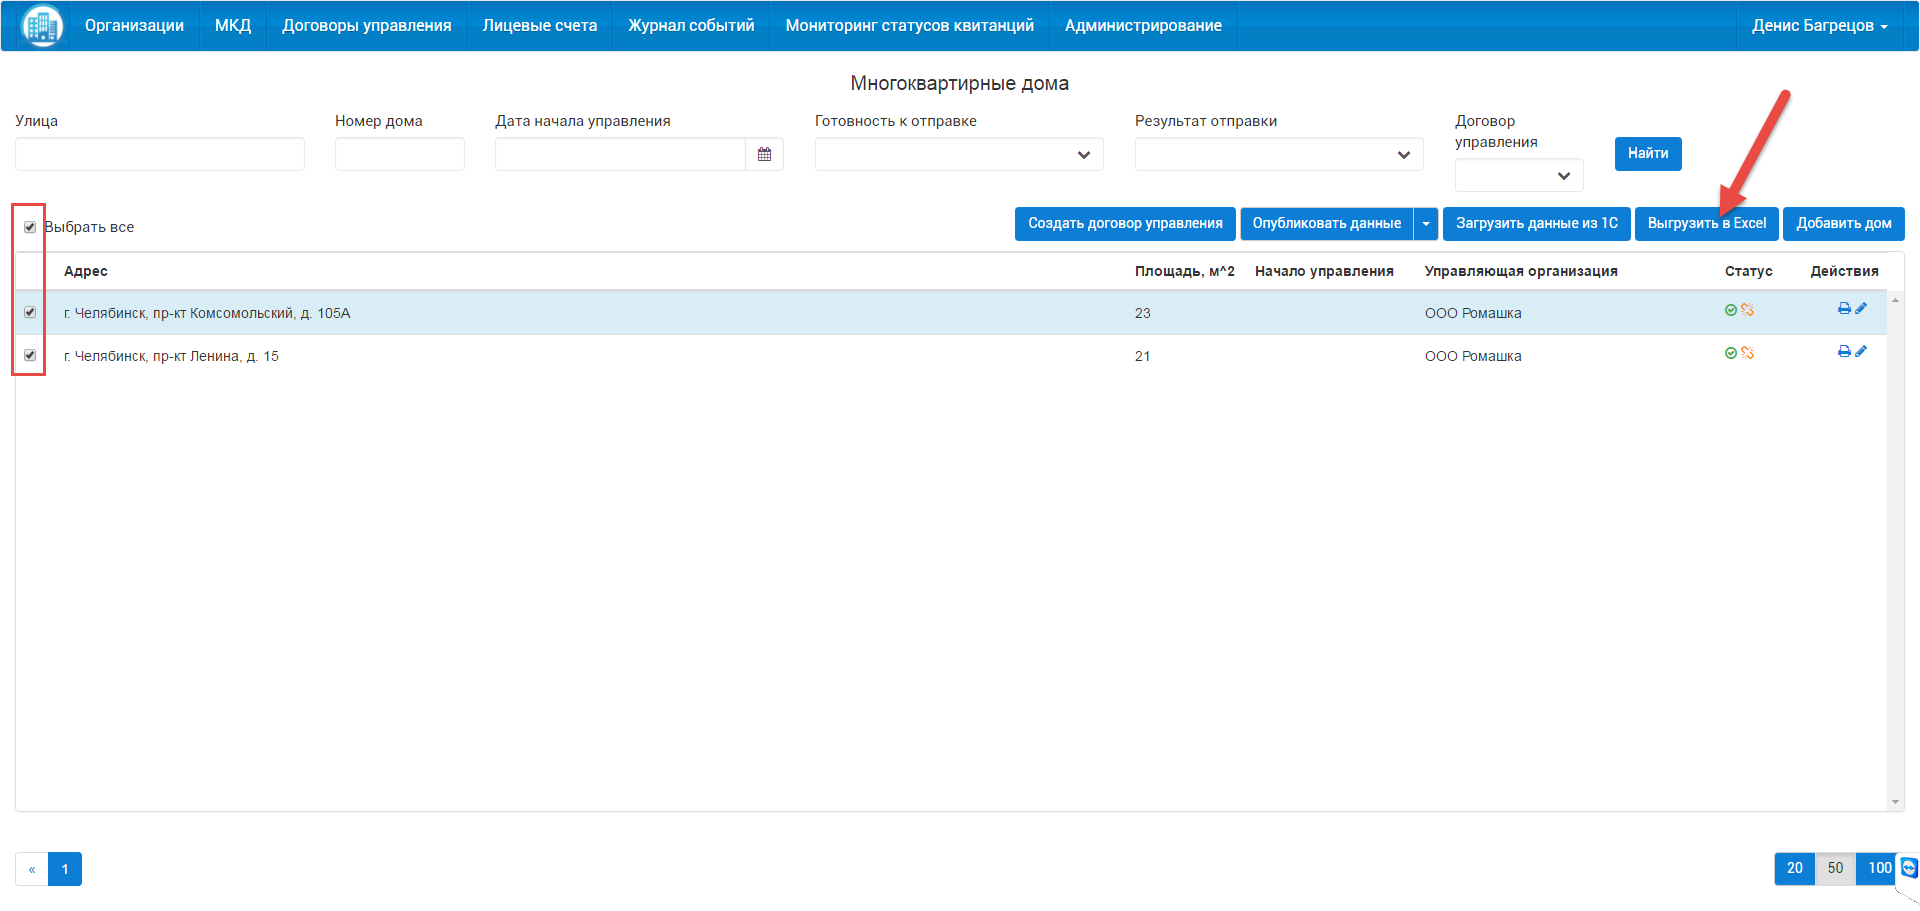 Организации МКД Договоры управления Лицевые счета Журнал событий Мониторинг статусов квитанций Администрирование Денис Багрецов
Многоквартирные дома
Улица Номер дома Дата начала управления Готовность к отправке Результат отправки Договор управления
Найти
Выбрать все Создать договор управления Опубликовать данные Загрузить данные из 1С Выгрузить в Excel Добавить дом
Адрес Площадь, м^2 Начало управления Управляющая организация Статус Действия
г. Челябинск, пр-кт Комсомольский, д. 105А 23 ООО Ромашка
г. Челябинск, пр-кт Ленина, д. 15 21 ООО Ромашка
« 1 20 50 100